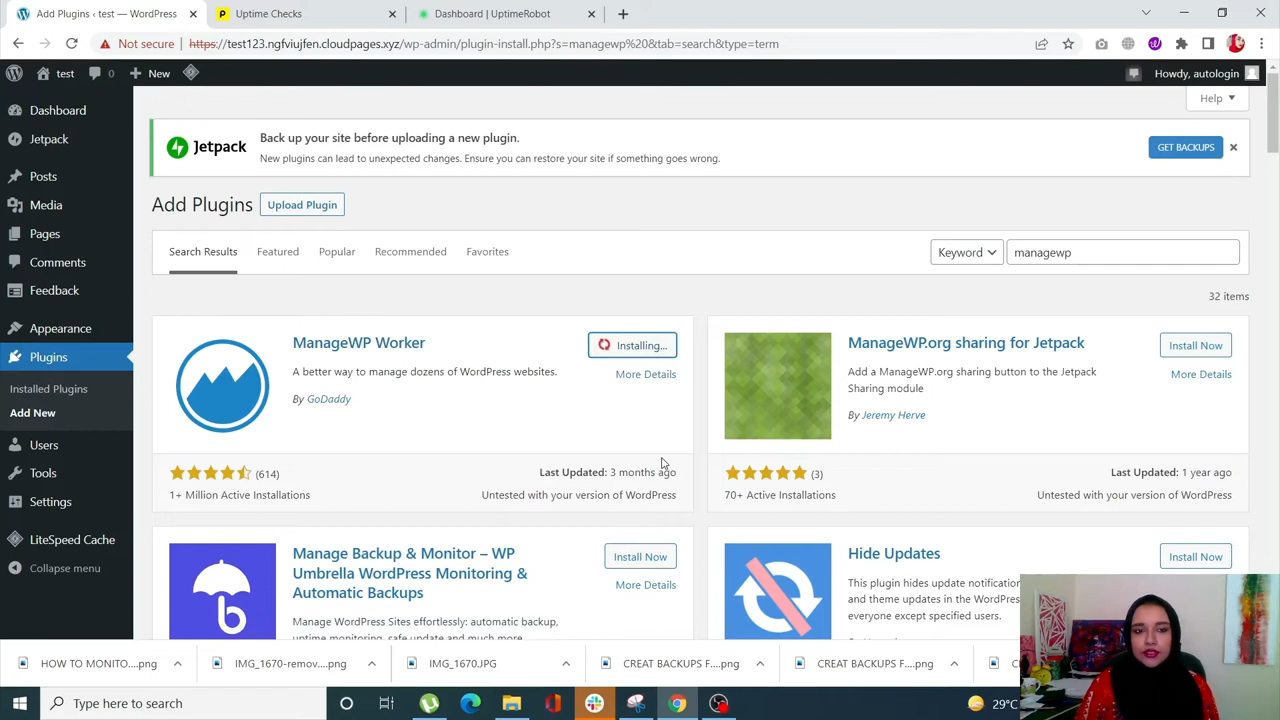 Add Plugins ‹ test — WordPress
Uptime Checks
Dashboard | UptimeRobot
Not secure
https://test123.ngfviujfen.cloudpages.xyz/wp-admin/plugin-install.php?s=managewp%20&tab=search&type=term
test
0
New
Howdy, autologin
Dashboard
Jetpack
Posts
Media
Pages
Comments
Feedback
Appearance
Plugins
Installed Plugins
Add New
Users
Tools
Settings
LiteSpeed Cache
Collapse menu
Help
Jetpack
Back up your site before uploading a new plugin.
New plugins can lead to unexpected changes. Ensure you can restore your site if something goes wrong.
GET BACKUPS
Add Plugins
Upload Plugin
Search Results
Featured
Popular
Recommended
Favorites
Keyword
managewp
32 items
ManageWP Worker
Installing...
More Details
A better way to manage dozens of WordPress websites.
By GoDaddy
(614)
1+ Million Active Installations
Last Updated: 3 months ago
Untested with your version of WordPress
ManageWP.org sharing for Jetpack
Install Now
More Details
Add a ManageWP.org sharing button to the Jetpack
Sharing module
By Jeremy Herve
(3)
70+ Active Installations
Last Updated: 1 year ago
Untested with your version of WordPress
Manage Backup & Monitor – WP
Umbrella WordPress Monitoring &
Automatic Backups
Install Now
More Details
Manage WordPress Sites effortlessly: automatic backup,
uptime monitoring, safe update and much more
Hide Updates
Install Now
This plugin hides update notification
and theme updates in the WordPress
everyone except specified users.
HOW TO MONITO....png
IMG_1670-remov....png
IMG_1670.JPG
CREAT BACKUPS F....png
CREAT BACKUPS F....png
Type here to search
29°C